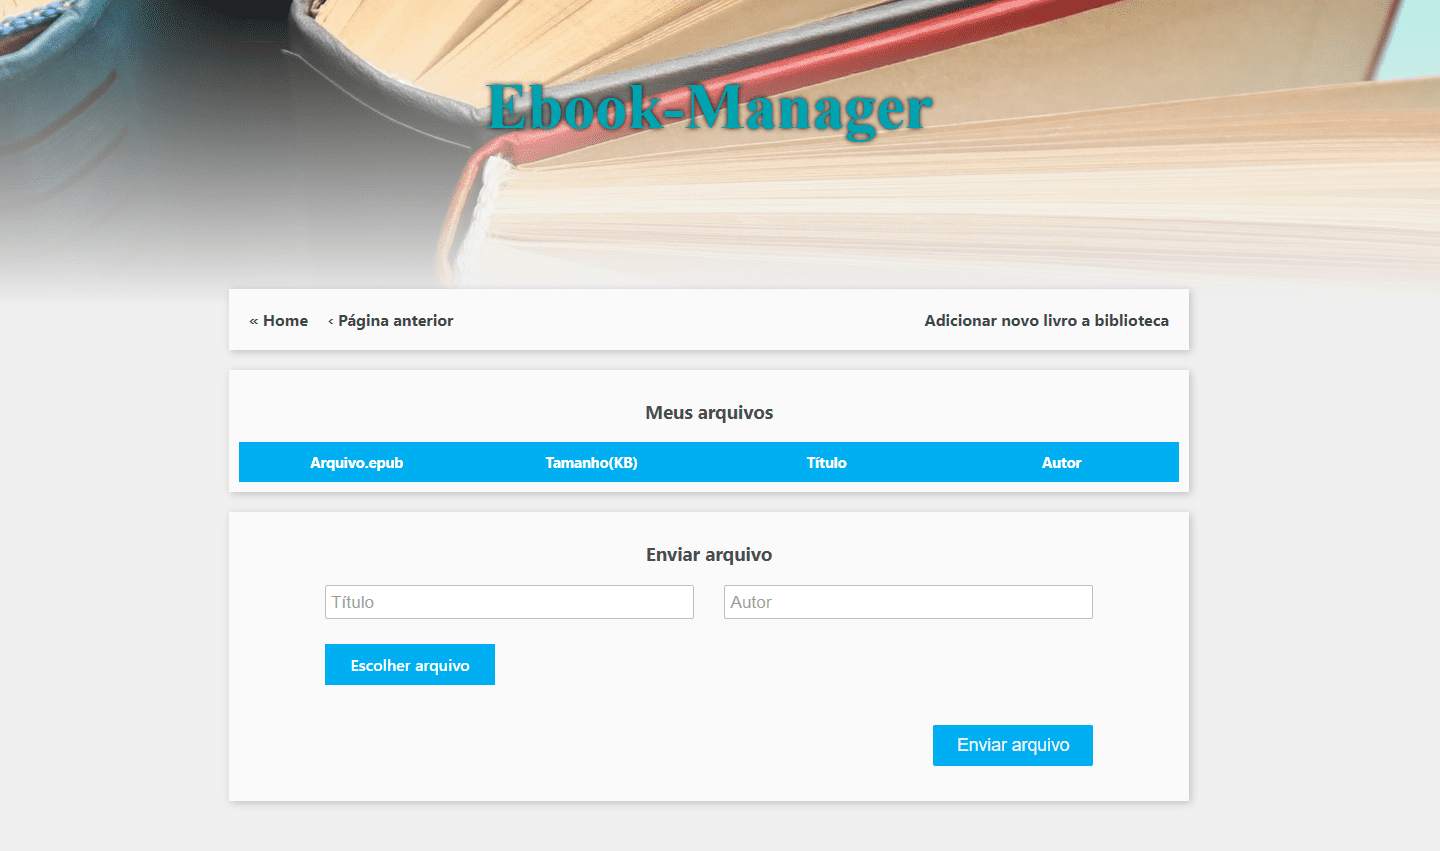 Ebook-Manager
« Home ‹ Página anterior Adicionar novo livro a biblioteca
Meus arquivos
Arquivo.epub Tamanho(KB) Título Autor
Enviar arquivo
Título Autor
Escolher arquivo
Enviar arquivo